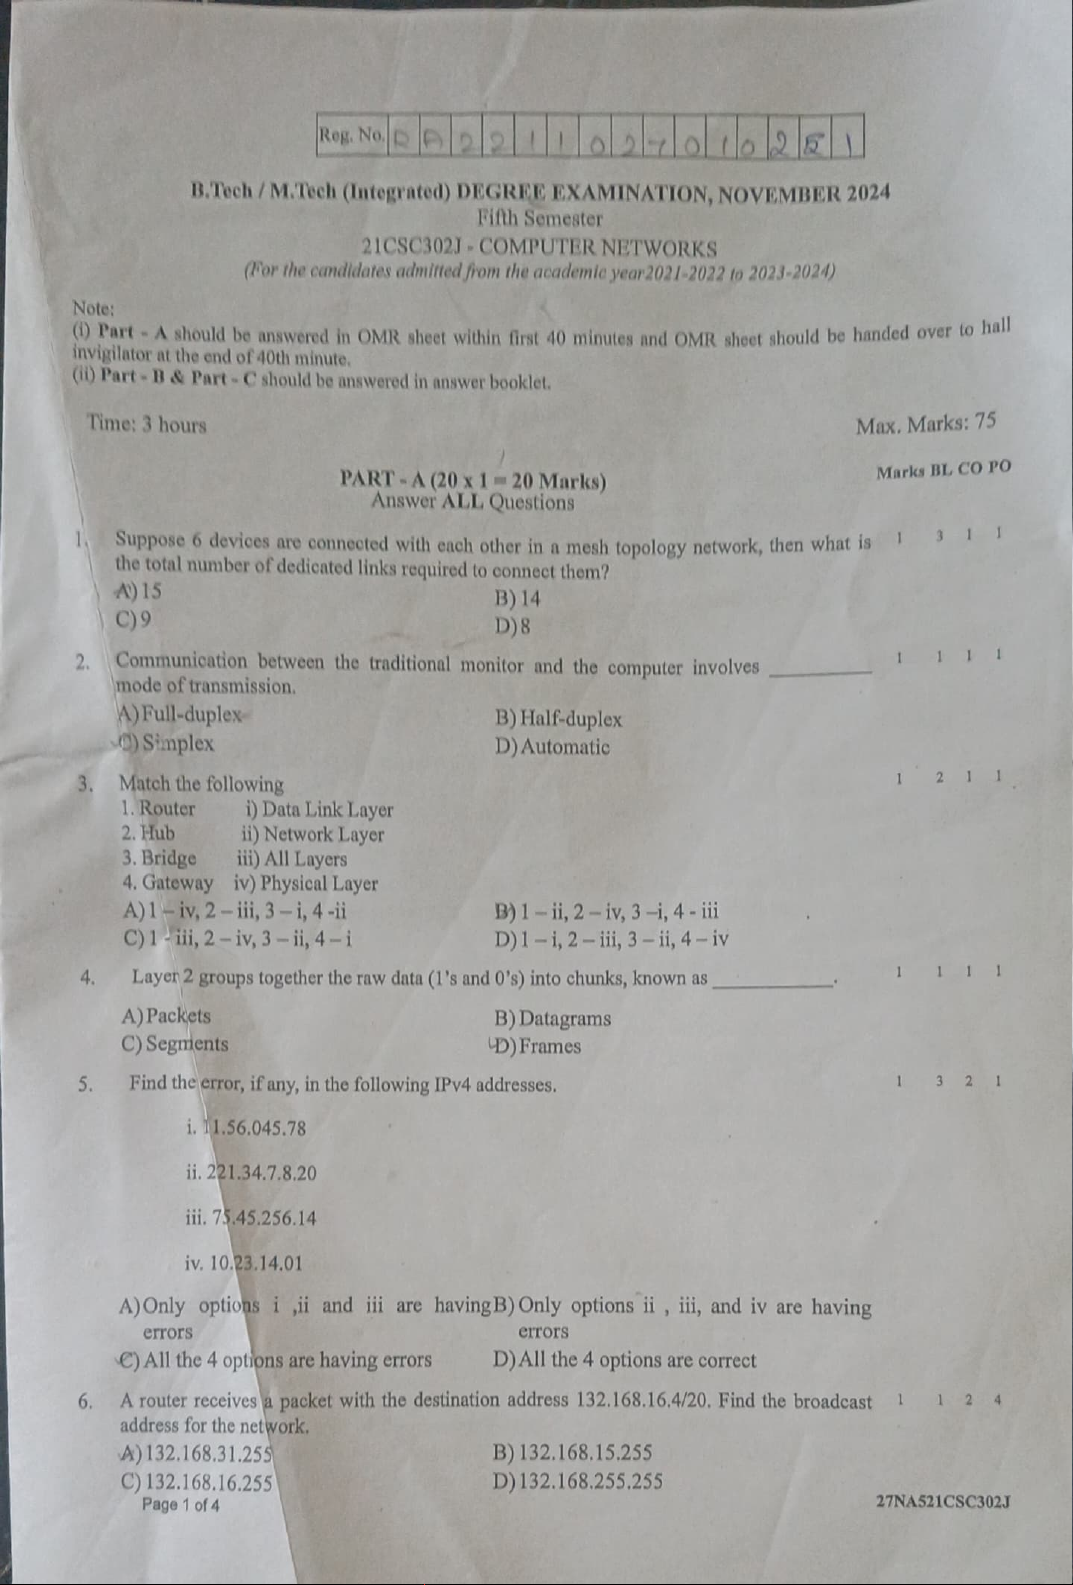 Reg. No. R A 2 2 1 1 0 2 7 0 1 0 2 5 1
B.Tech / M.Tech (Integrated) DEGREE EXAMINATION, NOVEMBER 2024
Fifth Semester
21CSC302J - COMPUTER NETWORKS
(For the candidates admitted from the academic year2021-2022 to 2023-2024)
Note:
(i) Part - A should be answered in OMR sheet within first 40 minutes and OMR sheet should be handed over to hall
invigilator at the end of 40th minute.
(ii) Part - B & Part - C should be answered in answer booklet.
Time: 3 hours Max. Marks: 75
Marks BL CO PO
PART - A (20 x 1 = 20 Marks)
Answer ALL Questions
1. Suppose 6 devices are connected with each other in a mesh topology network, then what is 1 3 1 1
the total number of dedicated links required to connect them?
A) 15 B) 14
C) 9 D) 8
2. Communication between the traditional monitor and the computer involves __________ 1 1 1 1
mode of transmission.
A) Full-duplex B) Half-duplex
C) Simplex D) Automatic
3. Match the following 1 2 1 1
1. Router i) Data Link Layer
2. Hub ii) Network Layer
3. Bridge iii) All Layers
4. Gateway iv) Physical Layer
A) 1 – iv, 2 – iii, 3 – i, 4 -ii B) 1 – ii, 2 – iv, 3 –i, 4 - iii
C) 1 - iii, 2 – iv, 3 – ii, 4 – i D) 1 – i, 2 – iii, 3 – ii, 4 – iv
4. Layer 2 groups together the raw data (1's and 0's) into chunks, known as ____________. 1 1 1 1
A) Packets B) Datagrams
C) Segments D) Frames
5. Find the error, if any, in the following IPv4 addresses. 1 3 2 1
i. 11.56.045.78
ii. 221.34.7.8.20
iii. 75.45.256.14
iv. 10.23.14.01
A) Only options i ,ii and iii are having B) Only options ii , iii, and iv are having
errors errors
C) All the 4 options are having errors D) All the 4 options are correct
6. A router receives a packet with the destination address 132.168.16.4/20. Find the broadcast 1 1 2 4
address for the network.
A) 132.168.31.255 B) 132.168.15.255
C) 132.168.16.255 D) 132.168.255.255
Page 1 of 4 27NA521CSC302J